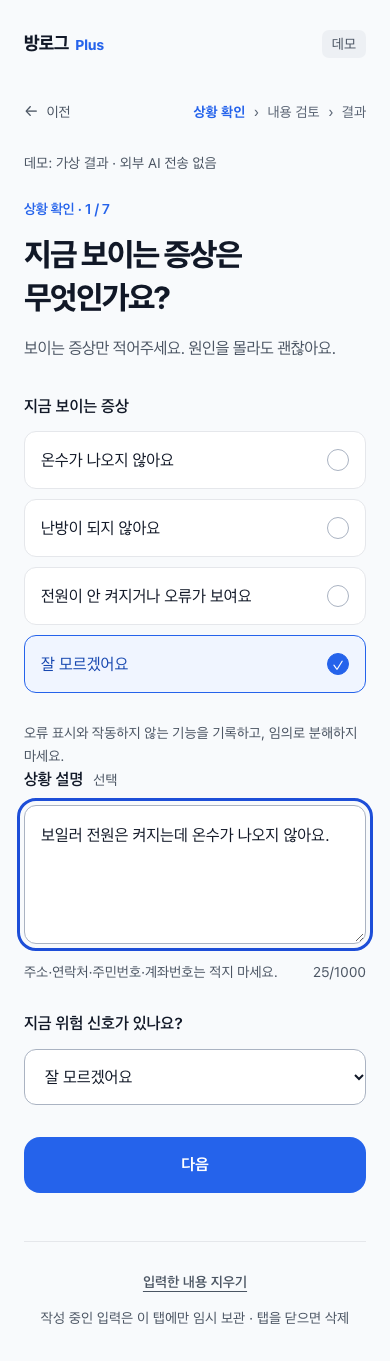 방로그 Plus
데모
← 이전
상황 확인 › 내용 검토 › 결과
데모: 가상 결과 · 외부 AI 전송 없음
상황 확인 · 1 / 7
지금 보이는 증상은
무엇인가요?
보이는 증상만 적어주세요. 원인을 몰라도 괜찮아요.
지금 보이는 증상
온수가 나오지 않아요
난방이 되지 않아요
전원이 안 켜지거나 오류가 보여요
잘 모르겠어요
오류 표시와 작동하지 않는 기능을 기록하고, 임의로 분해하지
마세요.
상황 설명 선택
보일러 전원은 켜지는데 온수가 나오지 않아요.
주소·연락처·주민번호·계좌번호는 적지 마세요.
25/1000
지금 위험 신호가 있나요?
잘 모르겠어요
다음
입력한 내용 지우기
작성 중인 입력은 이 탭에만 임시 보관 · 탭을 닫으면 삭제